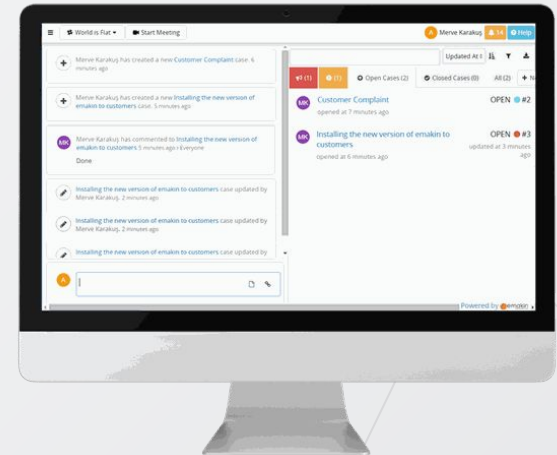 World is Flat
Start Meeting
Merve Karakuş
14
Help
Merve Karakuş has created a new Customer Complaint case. 6
minutes ago
Merve Karakuş has created a new Installing the new version of
emakin to customers case. 5 minutes ago
MK
Merve Karakuş has commented to Installing the new version of
emakin to customers 5 minutes ago • Everyone
Done
Installing the new version of emakin to customers case updated by
Merve Karakuş, 2 minutes ago
Installing the new version of emakin to customers case updated by
Merve Karakuş, 2 minutes ago
Installing the new version of emakin to customers case updated by
A
Updated At
(1)
(1)
Open Cases (2)
Closed Cases (0)
All (2)
MK
Customer Complaint
OPEN #2
opened at 7 minutes ago
MK
Installing the new version of emakin to
customers
OPEN #3
opened at 6 minutes ago
updated at 3 minutes
ago
Powered by emakin